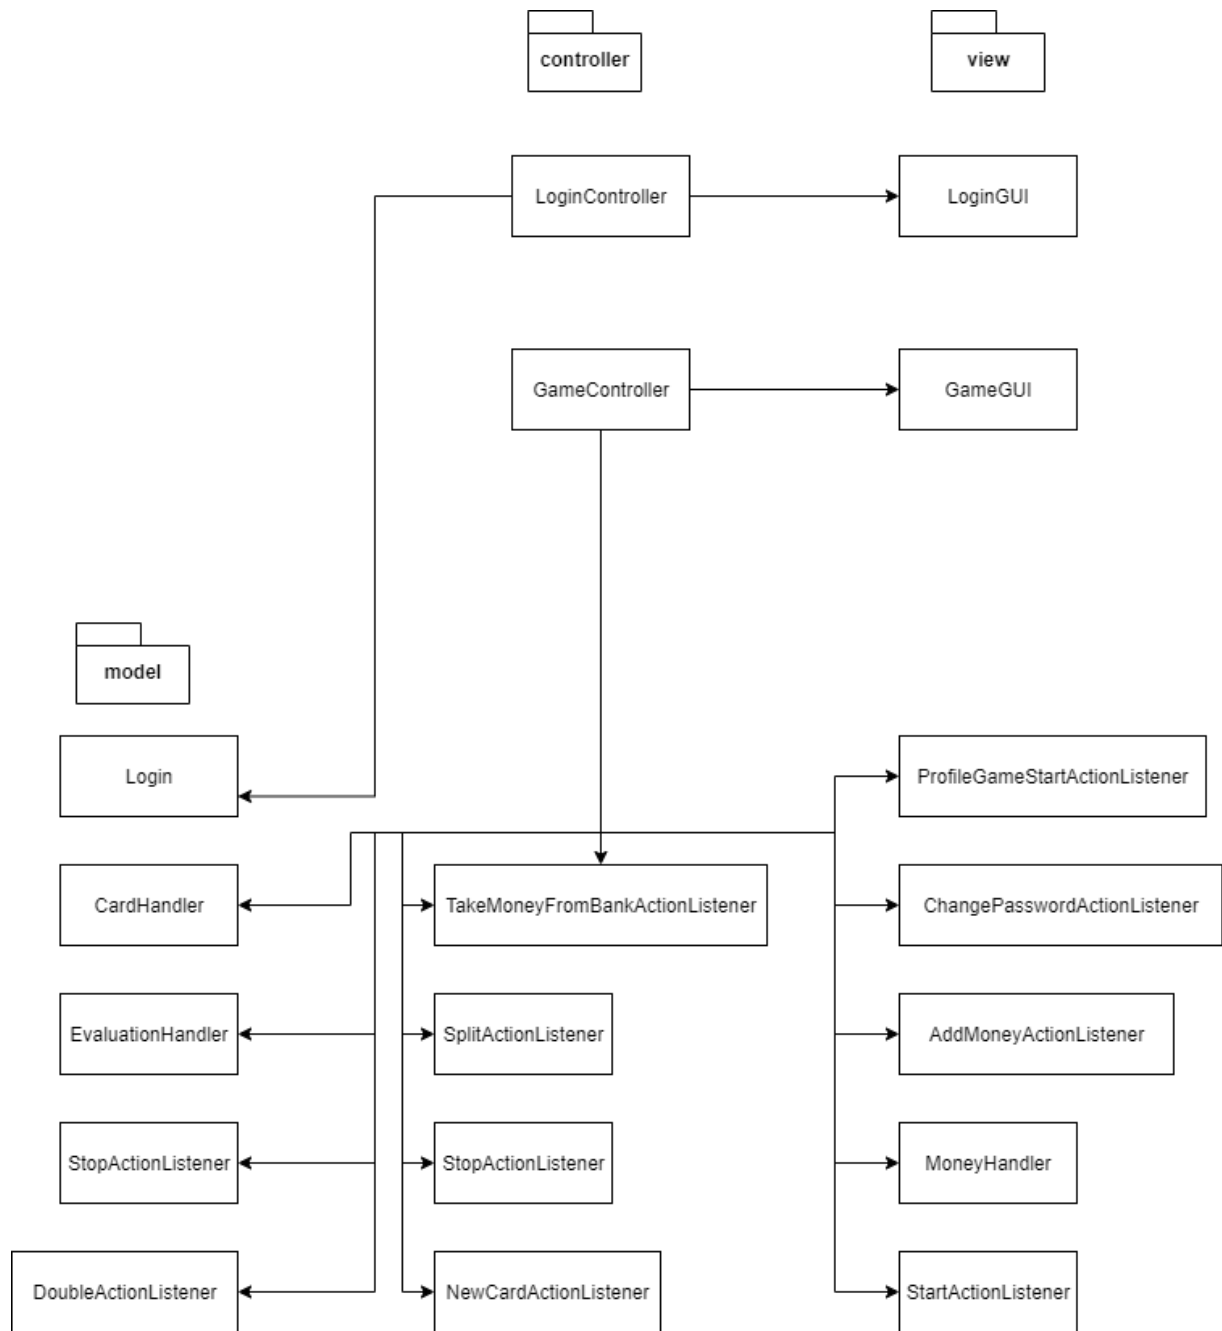 controller
view
LoginController
LoginGUI
GameController
GameGUI
model
Login
ProfileGameStartActionListener
CardHandler
TakeMoneyFromBankActionListener
ChangePasswordActionListener
EvaluationHandler
SplitActionListener
AddMoneyActionListener
StopActionListener
StopActionListener
MoneyHandler
DoubleActionListener
NewCardActionListener
StartActionListener